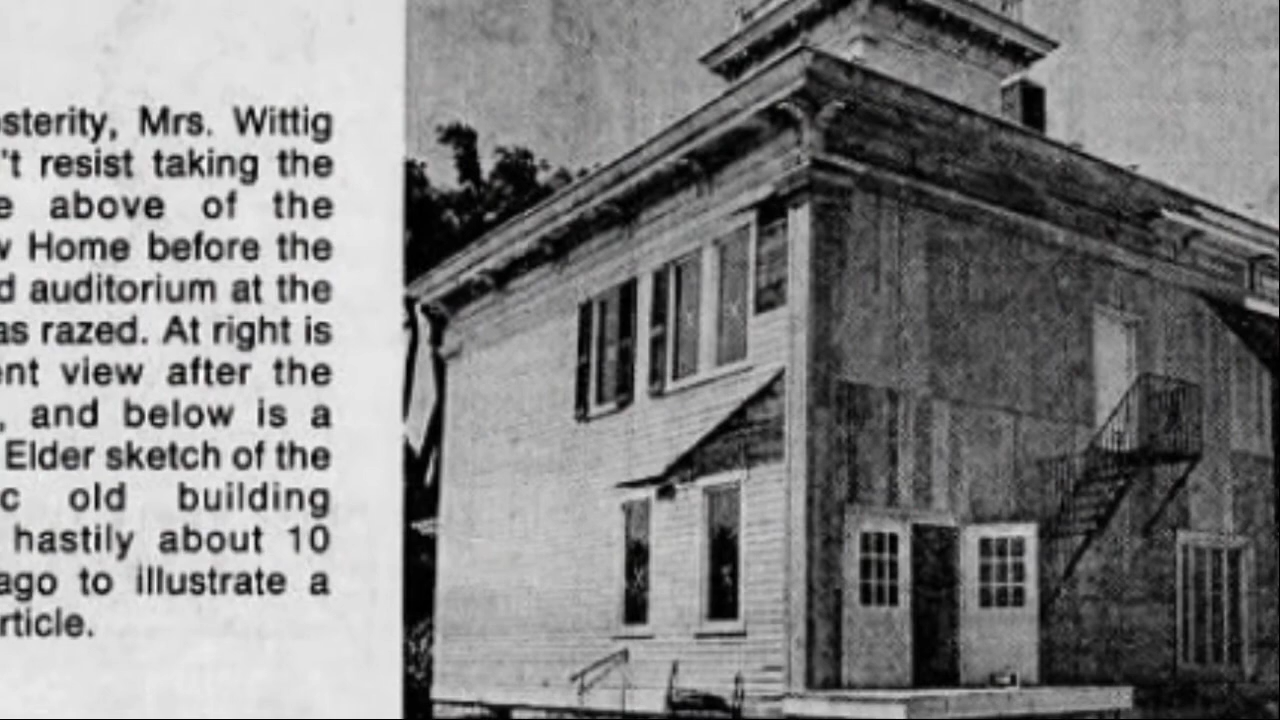 sterity, Mrs. Wittig
't resist taking the
e above of the
w Home before the
d auditorium at the
as razed. At right is
ent view after the
, and below is a
Elder sketch of the
c old building
hastily about 10
ago to illustrate a
rticle.